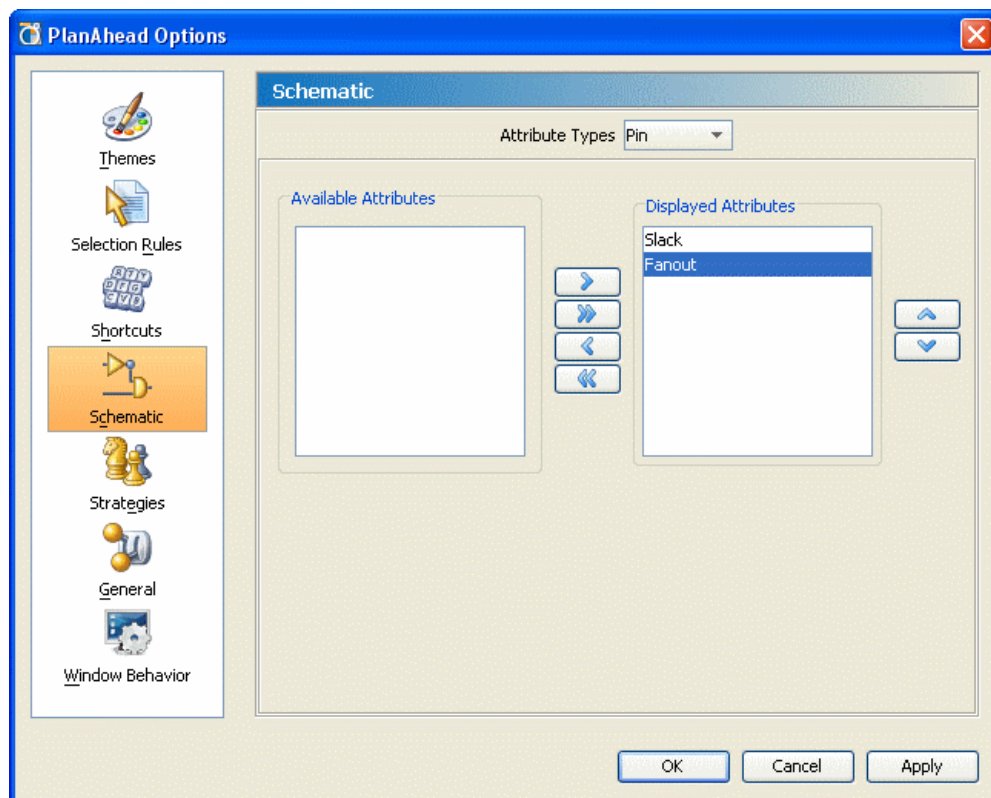 PlanAhead Options
Themes
Selection Rules
Shortcuts
Schematic
Strategies
General
Window Behavior
Schematic
Attribute Types Pin
Available Attributes
Displayed Attributes
Slack
Fanout
OK
Cancel
Apply